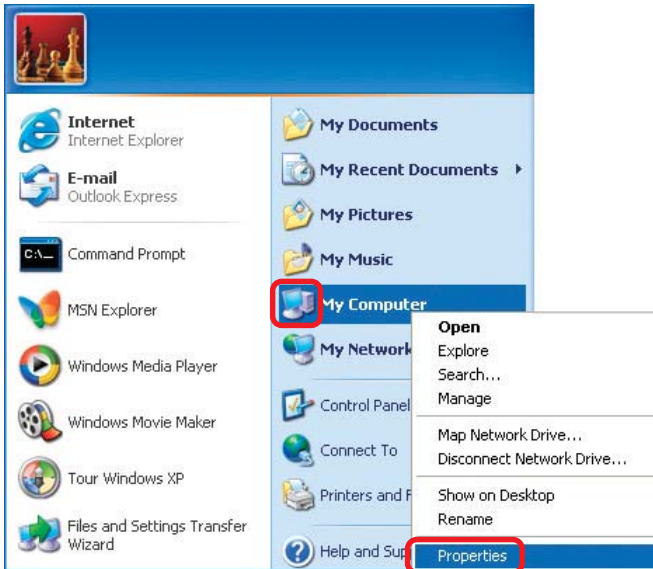 Internet
Internet Explorer
E-mail
Outlook Express
C:\_
Command Prompt
MSN Explorer
Windows Media Player
Windows Movie Maker
Tour Windows XP
Files and Settings Transfer
Wizard
My Documents
My Recent Documents
My Pictures
My Music
My Computer
My Network
Control Panel
Connect To
Printers and F
Help and Sup
Open
Explore
Search...
Manage
Map Network Drive...
Disconnect Network Drive...
Show on Desktop
Rename
Properties